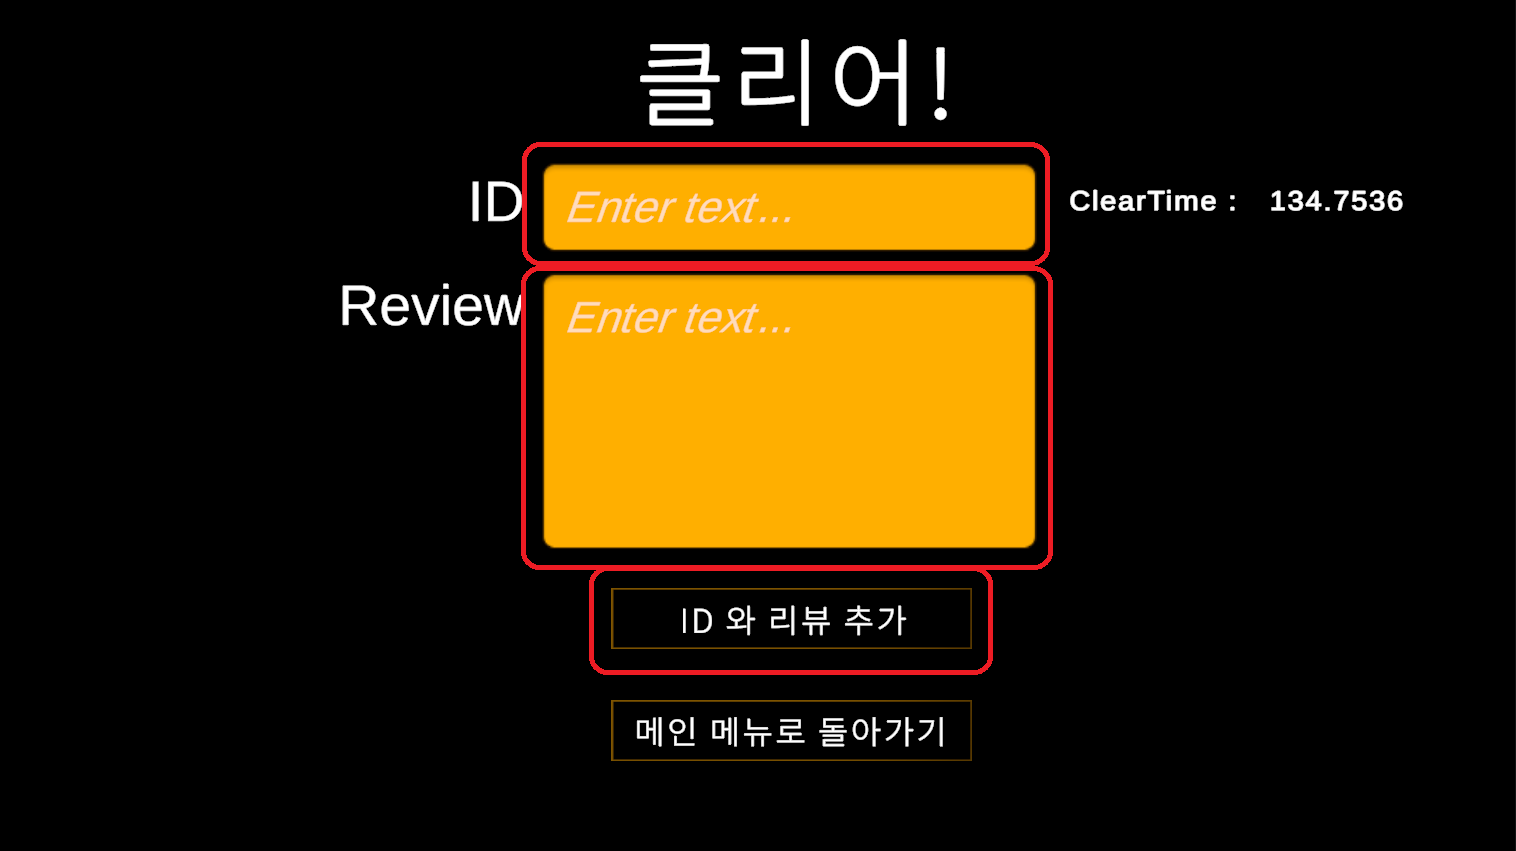 클리어!
ID
Enter text...
ClearTime : 134.7536
Review
Enter text...
ID 와 리뷰 추가
메인 메뉴로 돌아가기